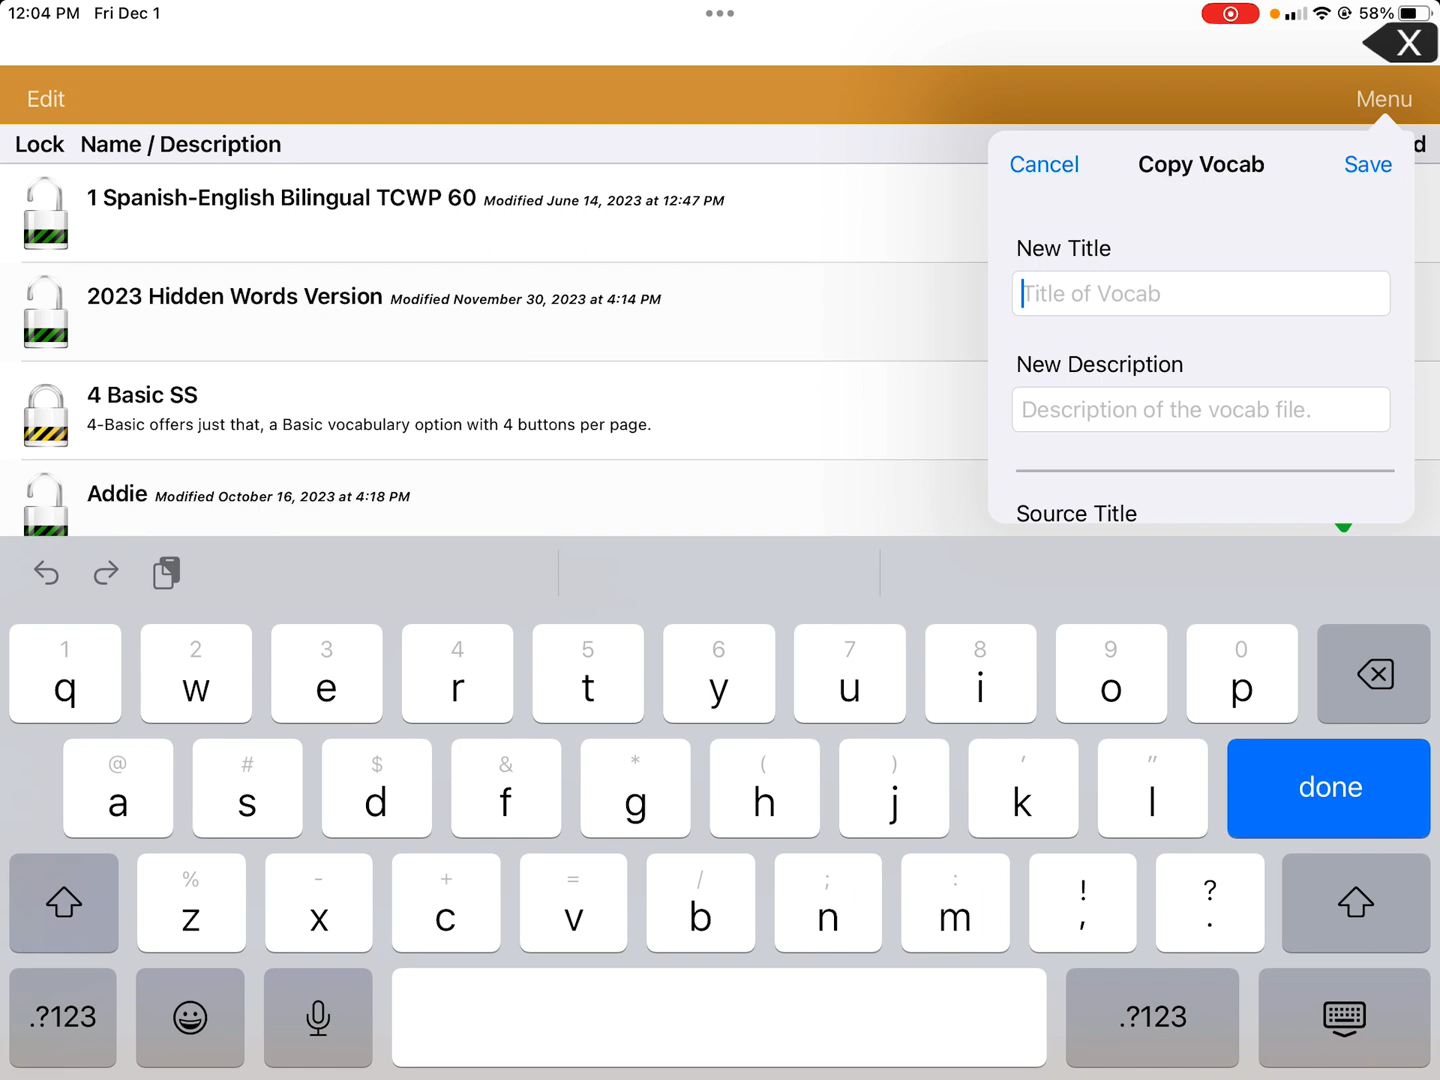 12:04 PM Fri Dec 1
58%
X
Edit
Menu
Lock Name / Description
d
1 Spanish-English Bilingual TCWP 60 Modified June 14, 2023 at 12:47 PM
2023 Hidden Words Version Modified November 30, 2023 at 4:14 PM
4 Basic SS
4-Basic offers just that, a Basic vocabulary option with 4 buttons per page.
Addie Modified October 16, 2023 at 4:18 PM
Cancel Copy Vocab Save
New Title
Title of Vocab
New Description
Description of the vocab file.
Source Title
1 2 3 4 5 6 7 8 9 0
q w e r t y u i o p
@ # $ & * ( ) ' "
a s d f g h j k l done
% - + = / ; : ! ?
z x c v b n m , .
.?123 .?123